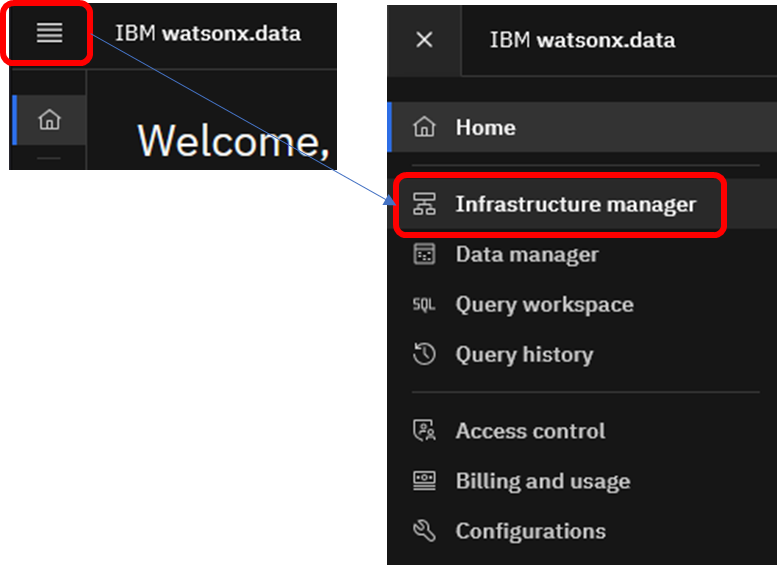 IBM watsonx.data
Welcome,
IBM watsonx.data
Home
Infrastructure manager
Data manager
SQL Query workspace
Query history
Access control
Billing and usage
Configurations